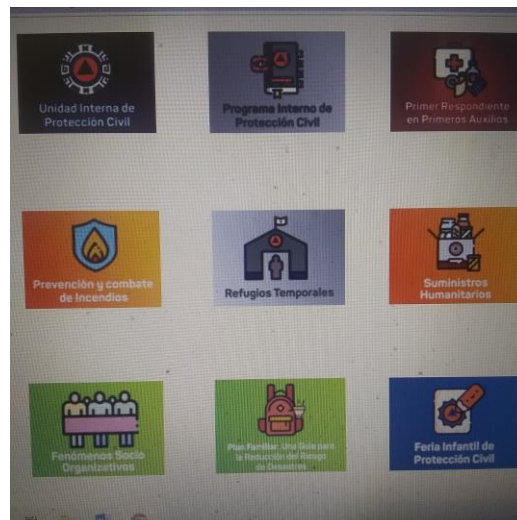 Unidad Interna de
Protección Civil
Programa Interno de
Protección Civil
Primer Respondiente
en Primeros Auxilios
Prevención y combate
de Incendios
Refugios Temporales
Suministros
Humanitarios
Fenómenos Socio
Organizativos
Plan Familiar. Una Guía para
la Reducción del Riesgo
de Desastres
Feria Infantil de
Protección Civil